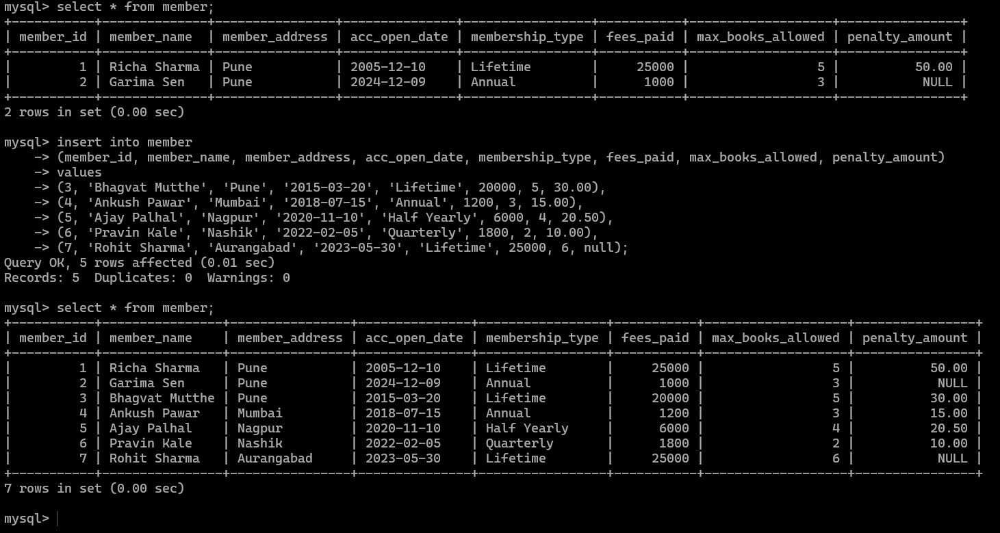 mysql> select * from member;
+-----------+--------------+----------------+---------------+-----------------+-----------+-------------------+----------------+
| member_id | member_name  | member_address | acc_open_date | membership_type | fees_paid | max_books_allowed | penalty_amount |
+-----------+--------------+----------------+---------------+-----------------+-----------+-------------------+----------------+
|         1 | Richa Sharma | Pune           | 2005-12-10    | Lifetime        |     25000 |                 5 |          50.00 |
|         2 | Garima Sen   | Pune           | 2024-12-09    | Annual          |      1000 |                 3 |           NULL |
+-----------+--------------+----------------+---------------+-----------------+-----------+-------------------+----------------+
2 rows in set (0.00 sec)

mysql> insert into member
    -> (member_id, member_name, member_address, acc_open_date, membership_type, fees_paid, max_books_allowed, penalty_amount)
    -> values
    -> (3, 'Bhagvat Mutthe', 'Pune', '2015-03-20', 'Lifetime', 20000, 5, 30.00),
    -> (4, 'Ankush Pawar', 'Mumbai', '2018-07-15', 'Annual', 1200, 3, 15.00),
    -> (5, 'Ajay Palhal', 'Nagpur', '2020-11-10', 'Half Yearly', 6000, 4, 20.50),
    -> (6, 'Pravin Kale', 'Nashik', '2022-02-05', 'Quarterly', 1800, 2, 10.00),
    -> (7, 'Rohit Sharma', 'Aurangabad', '2023-05-30', 'Lifetime', 25000, 6, null);
Query OK, 5 rows affected (0.01 sec)
Records: 5  Duplicates: 0  Warnings: 0

mysql> select * from member;
+-----------+----------------+----------------+---------------+-----------------+-----------+-------------------+----------------+
| member_id | member_name    | member_address | acc_open_date | membership_type | fees_paid | max_books_allowed | penalty_amount |
+-----------+----------------+----------------+---------------+-----------------+-----------+-------------------+----------------+
|         1 | Richa Sharma   | Pune           | 2005-12-10    | Lifetime        |     25000 |                 5 |          50.00 |
|         2 | Garima Sen     | Pune           | 2024-12-09    | Annual          |      1000 |                 3 |           NULL |
|         3 | Bhagvat Mutthe | Pune           | 2015-03-20    | Lifetime        |     20000 |                 5 |          30.00 |
|         4 | Ankush Pawar   | Mumbai         | 2018-07-15    | Annual          |      1200 |                 3 |          15.00 |
|         5 | Ajay Palhal    | Nagpur         | 2020-11-10    | Half Yearly     |      6000 |                 4 |          20.50 |
|         6 | Pravin Kale    | Nashik         | 2022-02-05    | Quarterly       |      1800 |                 2 |          10.00 |
|         7 | Rohit Sharma   | Aurangabad     | 2023-05-30    | Lifetime        |     25000 |                 6 |           NULL |
+-----------+----------------+----------------+---------------+-----------------+-----------+-------------------+----------------+
7 rows in set (0.00 sec)

mysql>